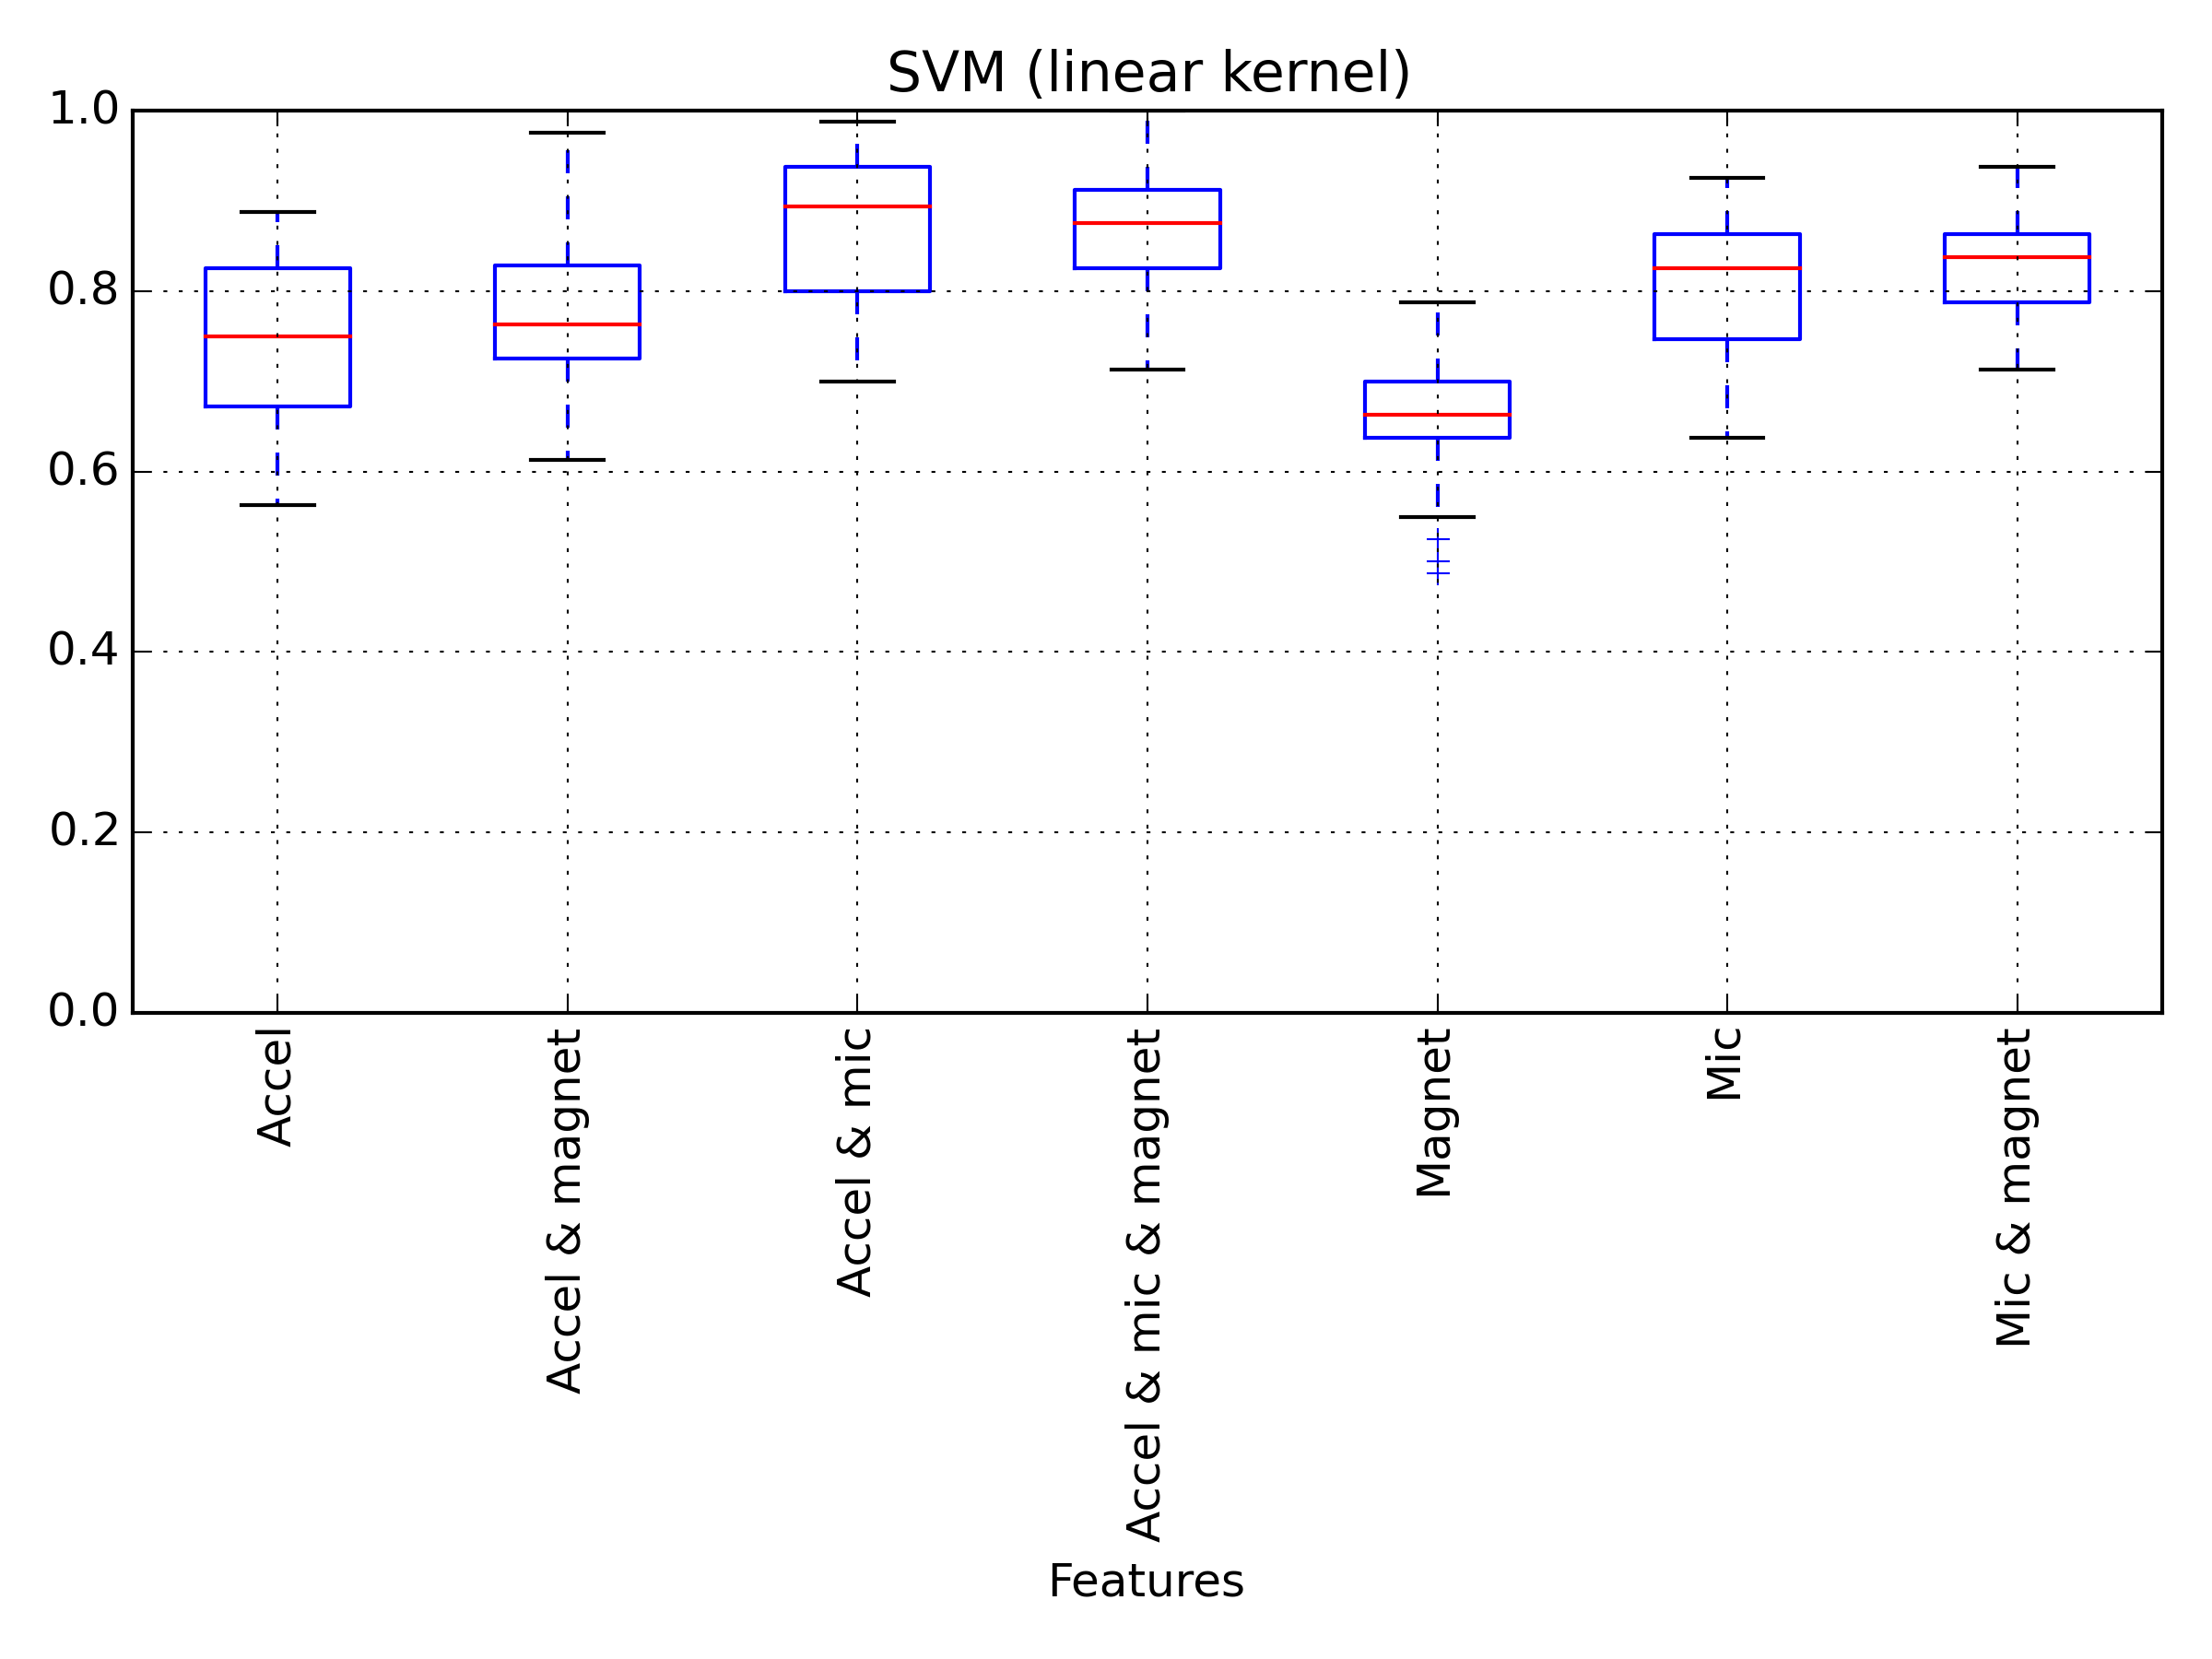 SVM (linear kernel)
1.0
0.8
0.6
0.4
0.2
0.0
Accel
Accel & magnet
Accel & mic
Accel & mic & magnet
Magnet
Mic
Mic & magnet
Features